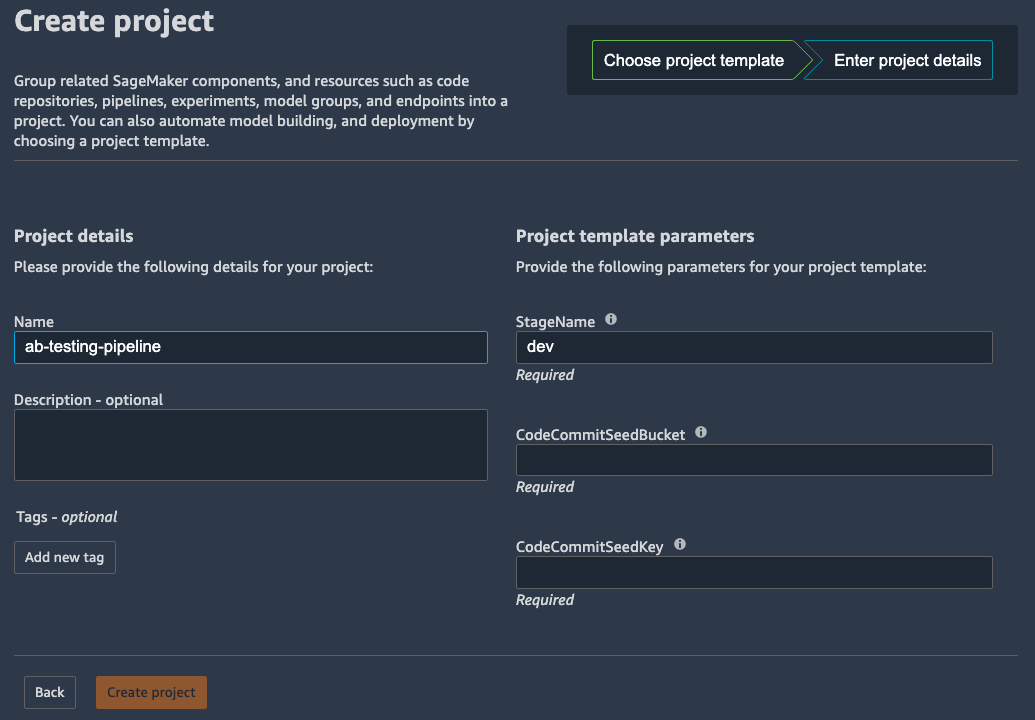 Create project
Choose project template
Enter project details
Group related SageMaker components, and resources such as code
repositories, pipelines, experiments, model groups, and endpoints into a
project. You can also automate model building, and deployment by
choosing a project template.
Project details
Please provide the following details for your project:
Name
ab-testing-pipeline
Description - optional
Tags - optional
Add new tag
Project template parameters
Provide the following parameters for your project template:
StageName
dev
Required
CodeCommitSeedBucket
Required
CodeCommitSeedKey
Required
Back
Create project